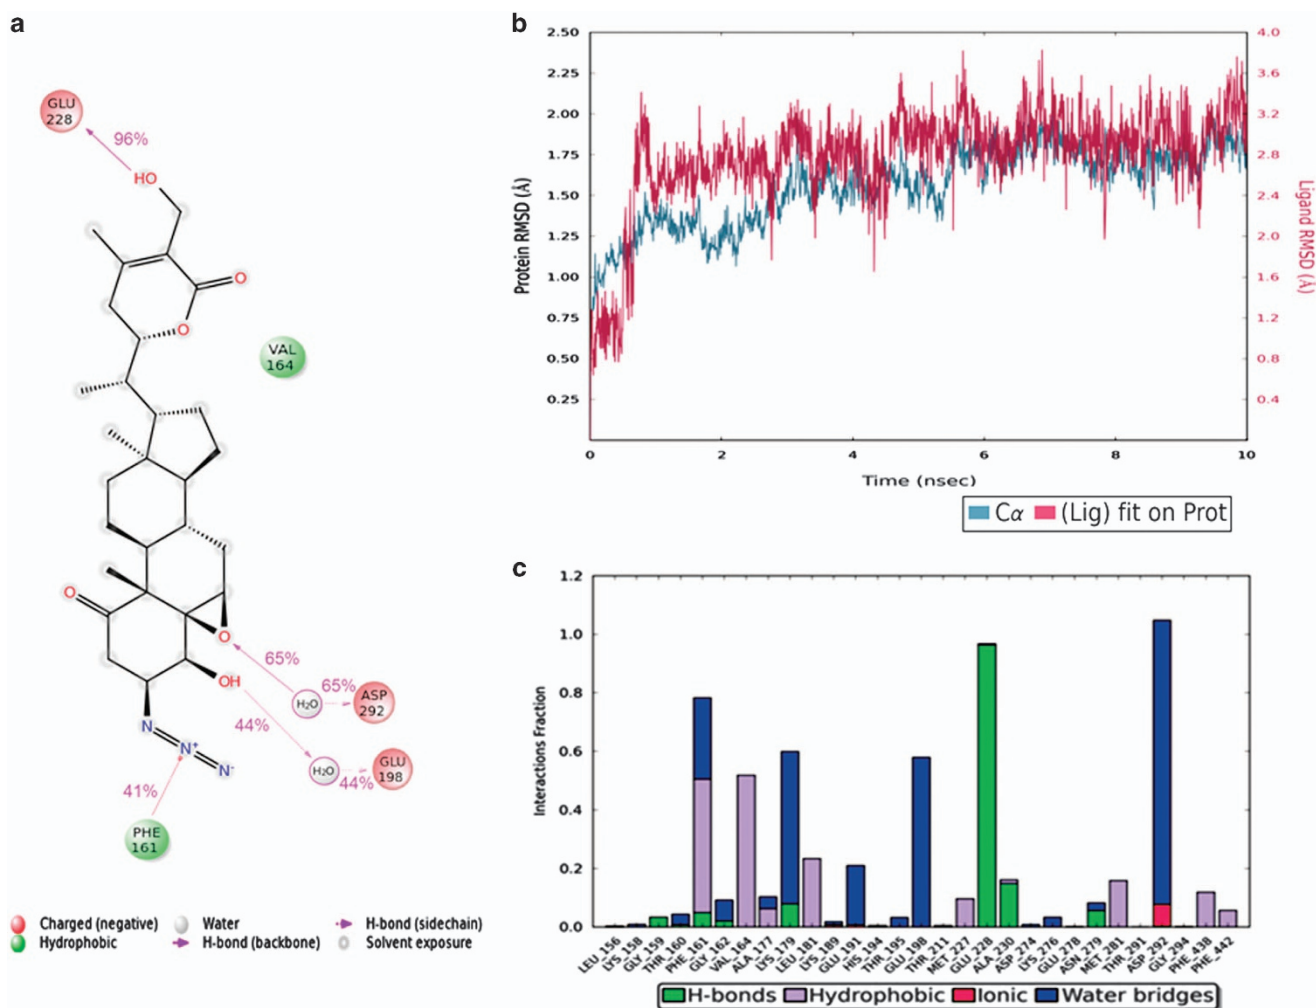 a
GLU
228
96%
HO
O
O
VAL
164
O
O
65%
OH
H₂O
65%
ASP
292
44%
H₂O
44%
GLU
198
N
N⁺
N⁻
41%
PHE
161
Charged (negative)
Water
H-bond (sidechain)
Hydrophobic
H-bond (backbone)
Solvent exposure
b
2.50
2.25
2.00
1.75
1.50
1.25
1.00
0.75
0.50
0.25
Protein RMSD (Å)
4.0
3.6
3.2
2.8
2.4
2.0
1.6
1.2
0.8
0.4
Ligand RMSD (Å)
0 2 4 6 8 10
Time (nsec)
Cα (Lig) fit on Prot
c
1.2
1.0
0.8
0.6
0.4
0.2
0.0
Interactions Fraction
LEU_156
LYS_158
GLY_159
THR_160
PHE_161
GLY_162
VAL_164
ALA_177
LYS_179
LEU_181
LYS_189
GLU_191
HIS_194
THR_195
GLU_198
THR_211
MET_227
GLU_228
ALA_230
ASP_274
LYS_276
GLU_278
ASN_279
MET_281
THR_291
ASP_292
GLY_294
PHE_438
PHE_442
H-bonds Hydrophobic Ionic Water bridges